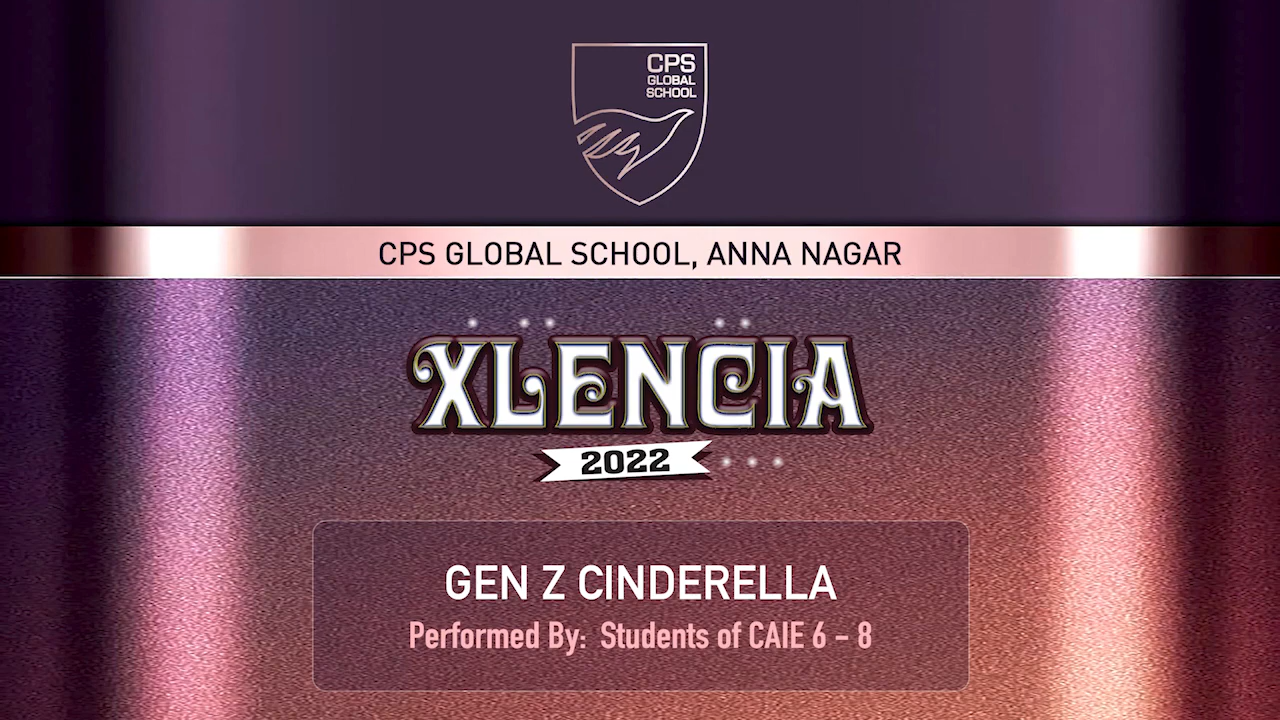 CPS
GLOBAL
SCHOOL
CPS GLOBAL SCHOOL, ANNA NAGAR
XLENCIA
2022
GEN Z CINDERELLA
Performed By: Students of CAIE 6 – 8